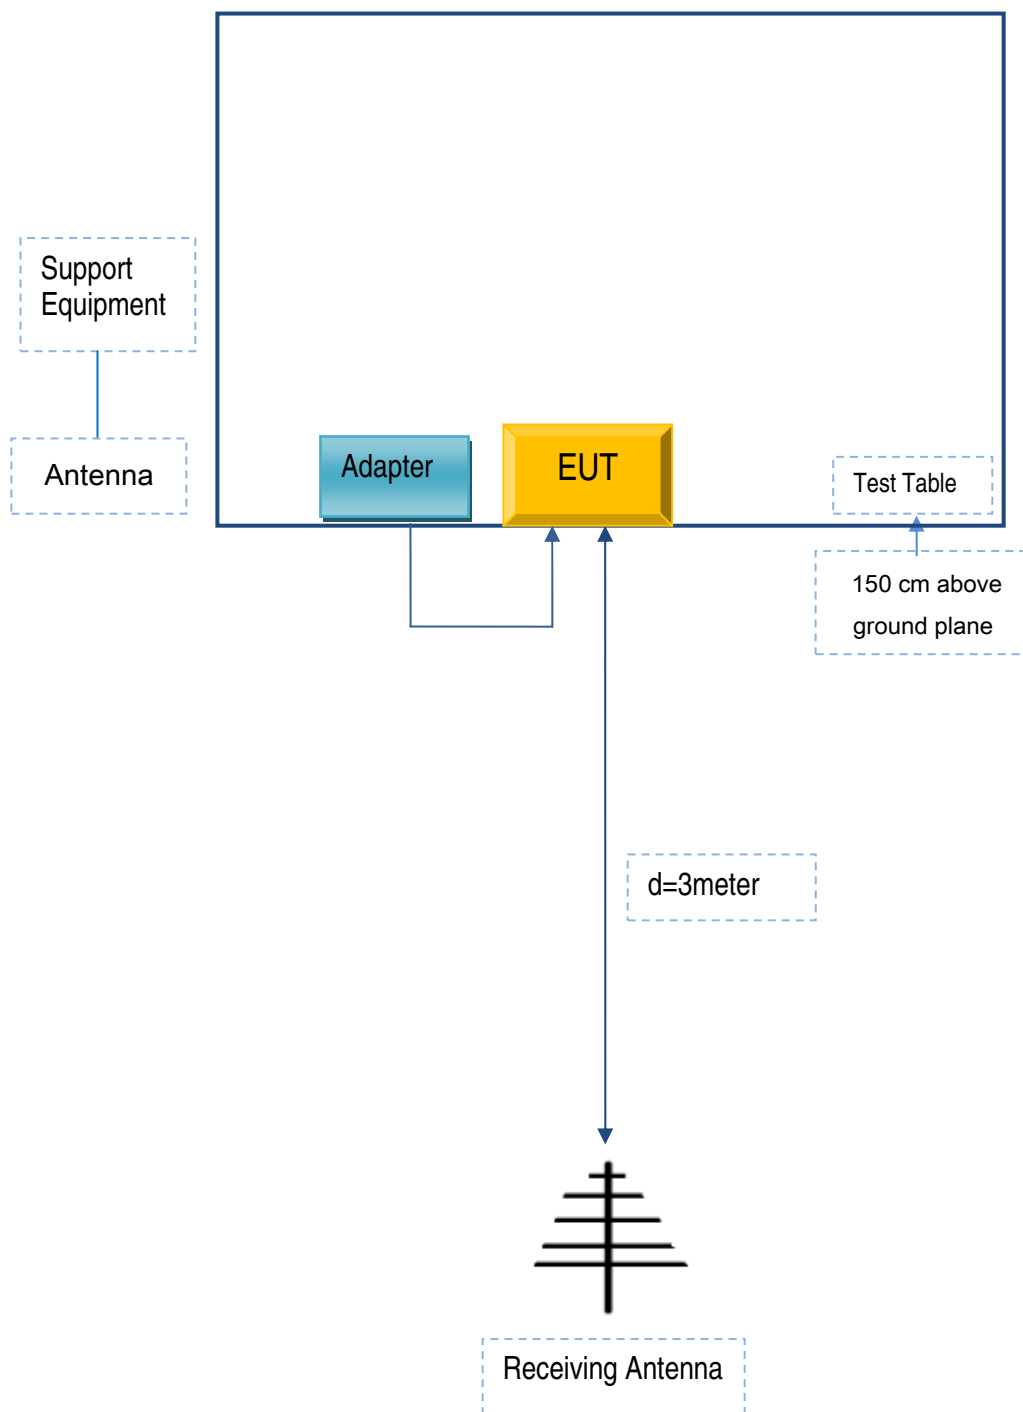 Support
Equipment
Antenna
Adapter
EUT
Test Table
150 cm above
ground plane
d=3meter
Receiving Antenna